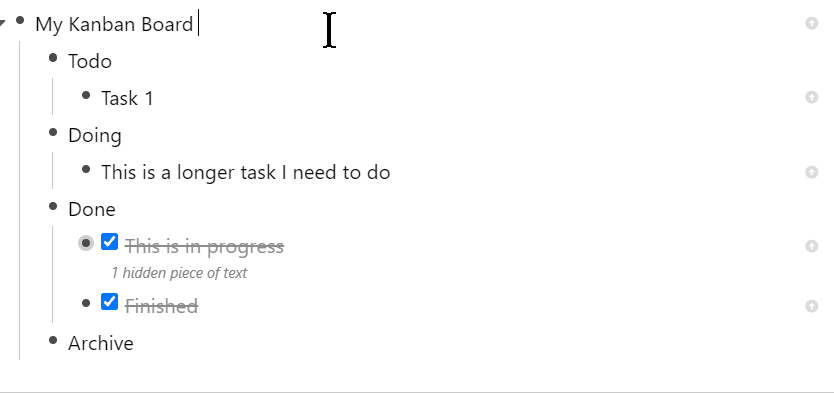 My Kanban Board
Todo
Task 1
Doing
This is a longer task I need to do
Done
This is in progress
1 hidden piece of text
Finished
Archive